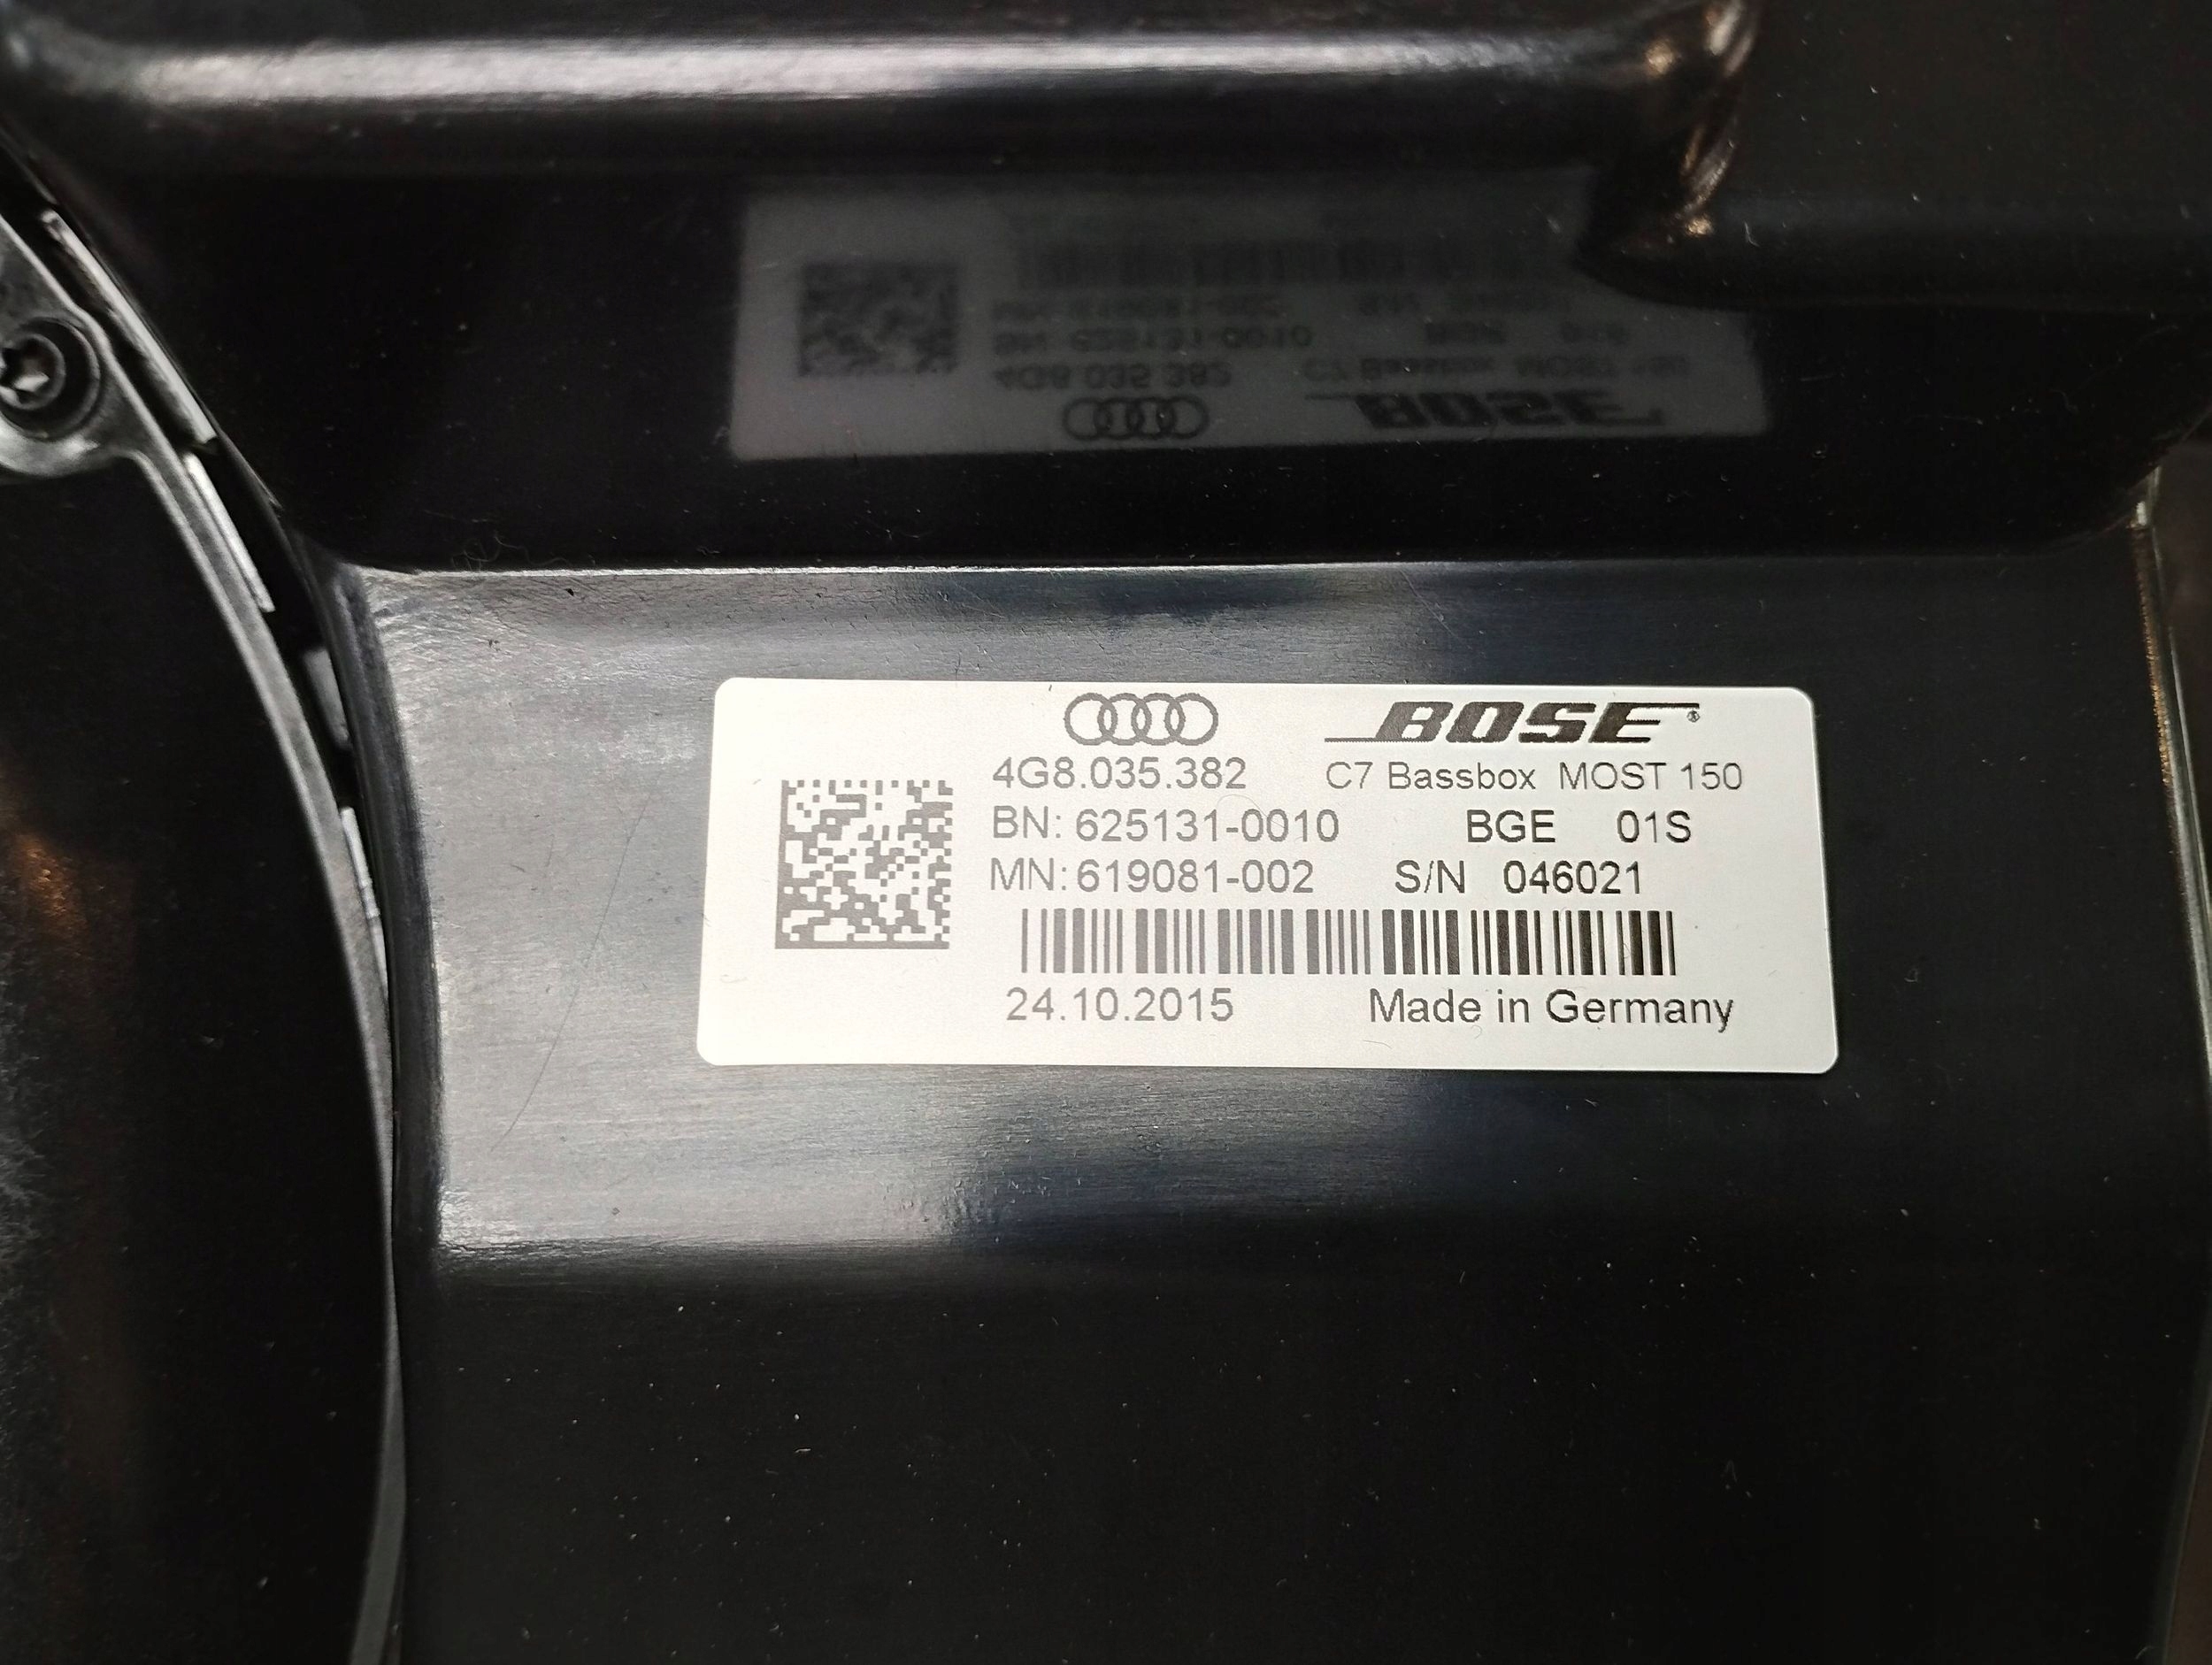 BOSE®
4G8.035.382 C7 Bassbox MOST 150
BN: 625131-0010 BGE 01S
MN: 619081-002 S/N 046021
24.10.2015 Made in Germany